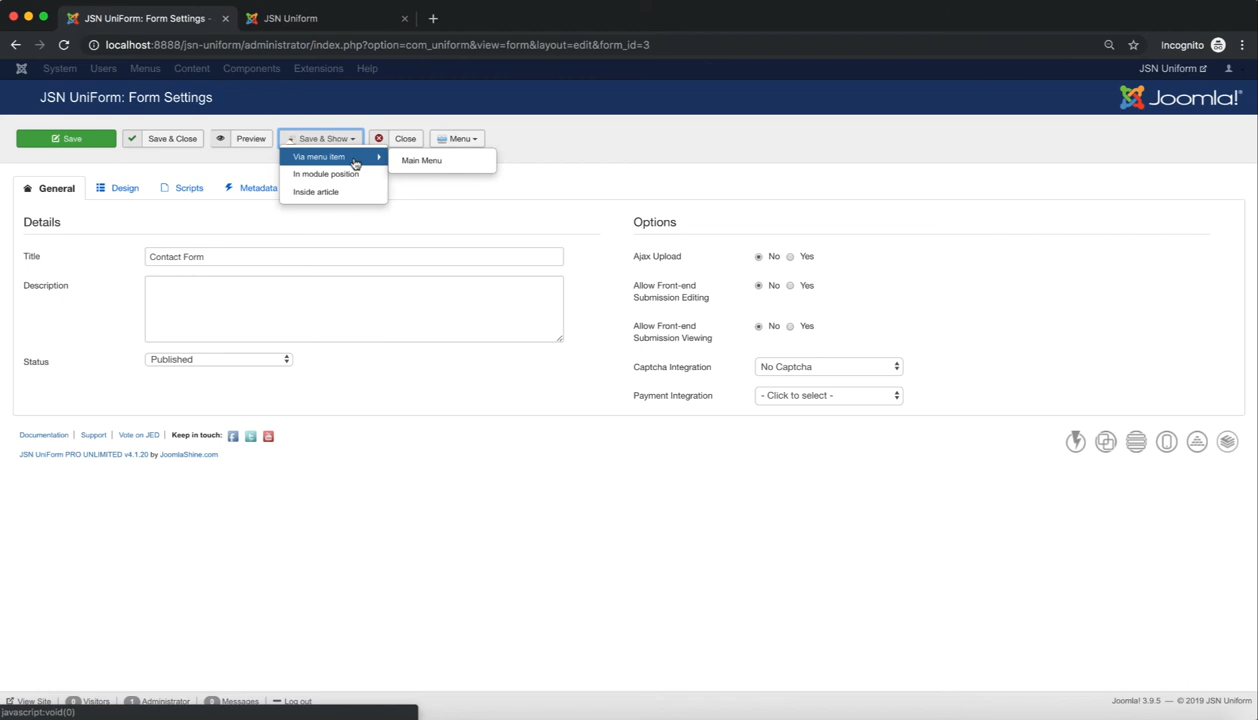 JSN UniForm: Form Settings -
JSN Uniform
localhost:8888/jsn-uniform/administrator/index.php?option=com_uniform&view=form&layout=edit&form_id=3
Incognito
System Users Menus Content Components Extensions Help
JSN Uniform
JSN UniForm: Form Settings
Joomla!®
Save Save & Close Preview Save & Show Close Menu
Via menu item Main Menu
In module position
Inside article
General Design Scripts Metadata
Details
Title Contact Form
Description
Status Published
Options
Ajax Upload No Yes
Allow Front-end
Submission Editing No Yes
Allow Front-end
Submission Viewing No Yes
Captcha Integration No Captcha
Payment Integration - Click to select -
Documentation | Support | Vote on JED | Keep in touch:
JSN UniForm PRO UNLIMITED v4.1.20 by JoomlaShine.com
View Site 0 Visitors 1 Administrator 0 Messages Log out
Joomla! 3.9.5 — © 2019 JSN Uniform
javascript:void(0)